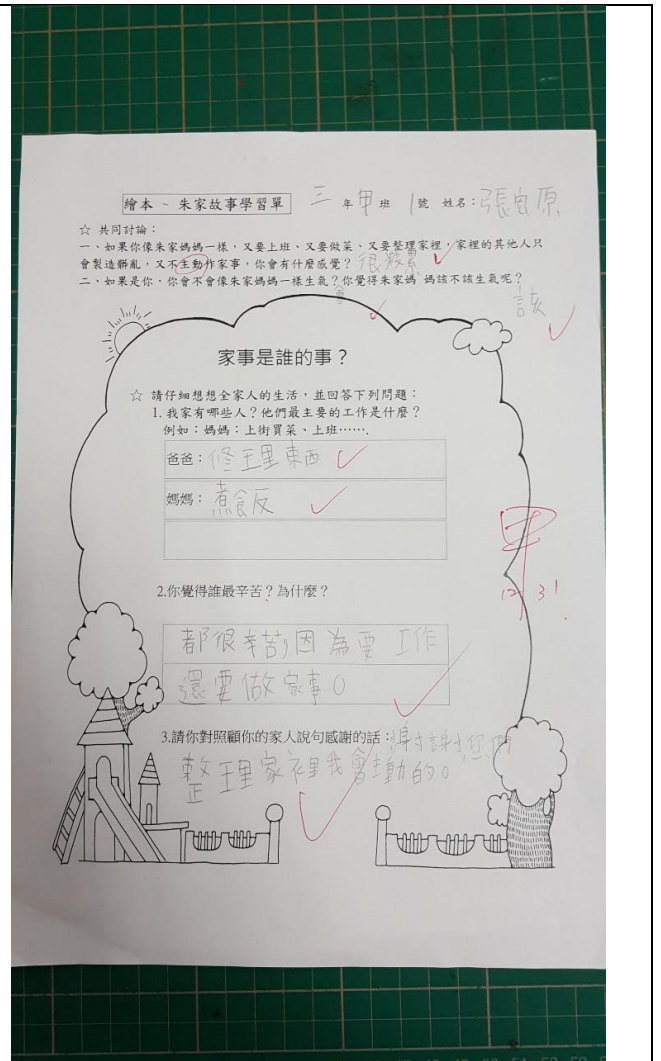 繪本 ~ 朱家故事學習單 三 年 甲 班 1 號 姓名：張宙原
☆ 共同討論：
一、如果你像朱家媽媽一樣，又要上班、又要做菜、又要整理家裡，家裡的其他人只
會製造髒亂，又不主動作家事，你會有什麼感覺？很疲累
二、如果是你，你會不會像朱家媽媽一樣生氣？你覺得朱家媽 媽該不該生氣呢？
會 該
家事是誰的事？
☆ 請仔細想想全家人的生活，並回答下列問題：
1. 我家有哪些人？他們最主要的工作是什麼？
例如：媽媽：上街買菜、上班…….
爸爸：修理東西
媽媽：煮飯
2.你覺得誰最辛苦？為什麼？
都很辛苦，因為要工作
還要做家事。
3.請你對照顧你的家人說句感謝的話：謝謝您們
整理家裡我會主動的。
甲
12 31